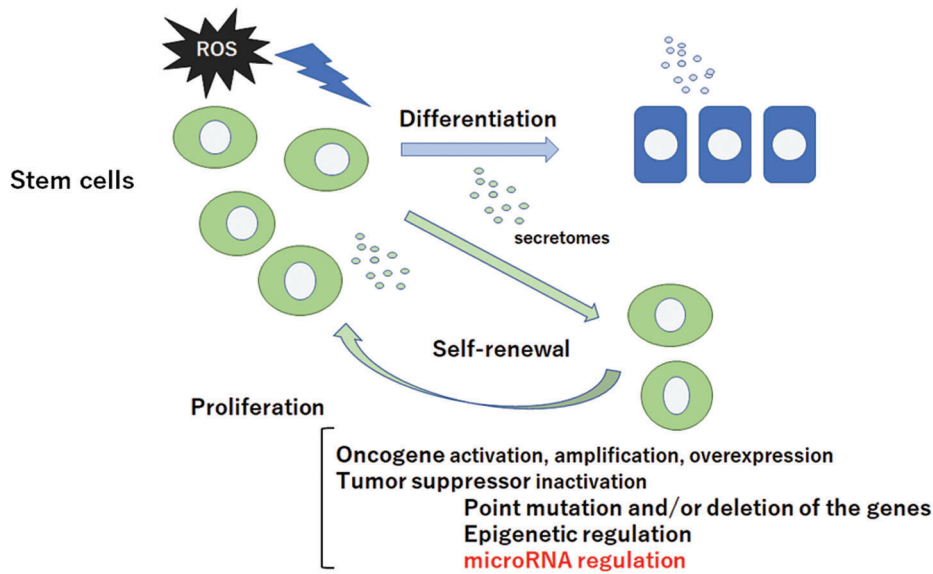 ROS
Differentiation
Stem cells
secretomes
Self-renewal
Proliferation
Oncogene activation, amplification, overexpression
Tumor suppressor inactivation
Point mutation and/or deletion of the genes
Epigenetic regulation
microRNA regulation